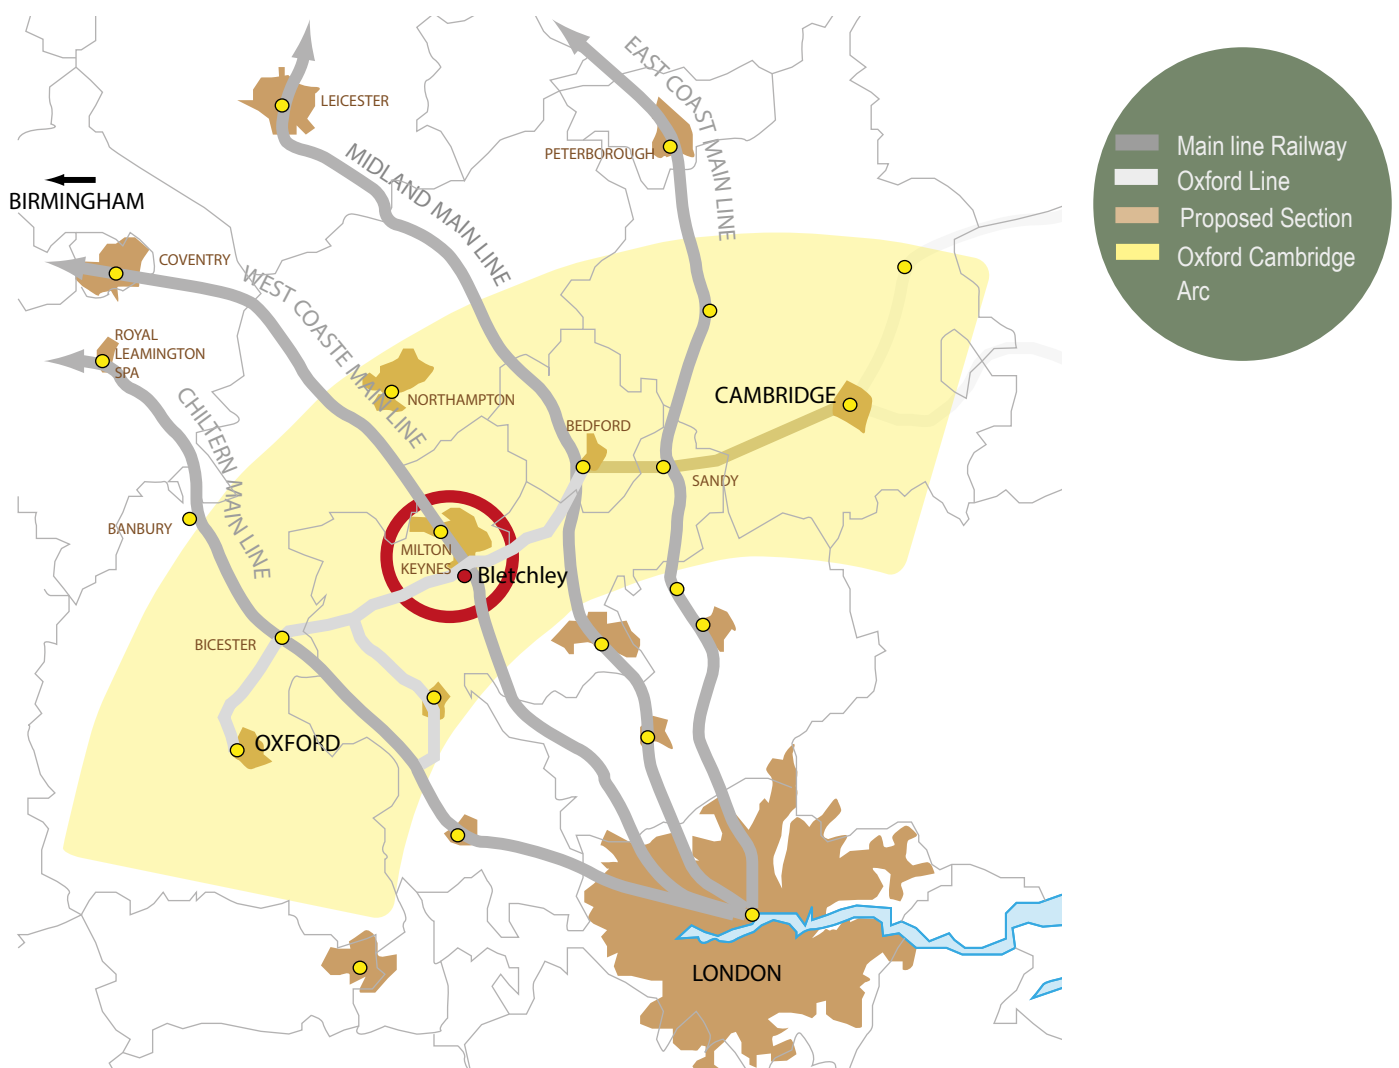 EAST COAST MAIN LINE
LEICESTER
MIDLAND MAIN LINE
PETERBOROUGH
Main line Railway
Oxford Line
Proposed Section
Oxford Cambridge
Arc
BIRMINGHAM
COVENTRY
WEST COASTE MAIN LINE
ROYAL
LEAMINGTON
SPA
CHILTERN MAIN LINE
NORTHAMPTON
CAMBRIDGE
BEDFORD
SANDY
BANBURY
MILTON
KEYNES
Bletchley
BICESTER
OXFORD
LONDON